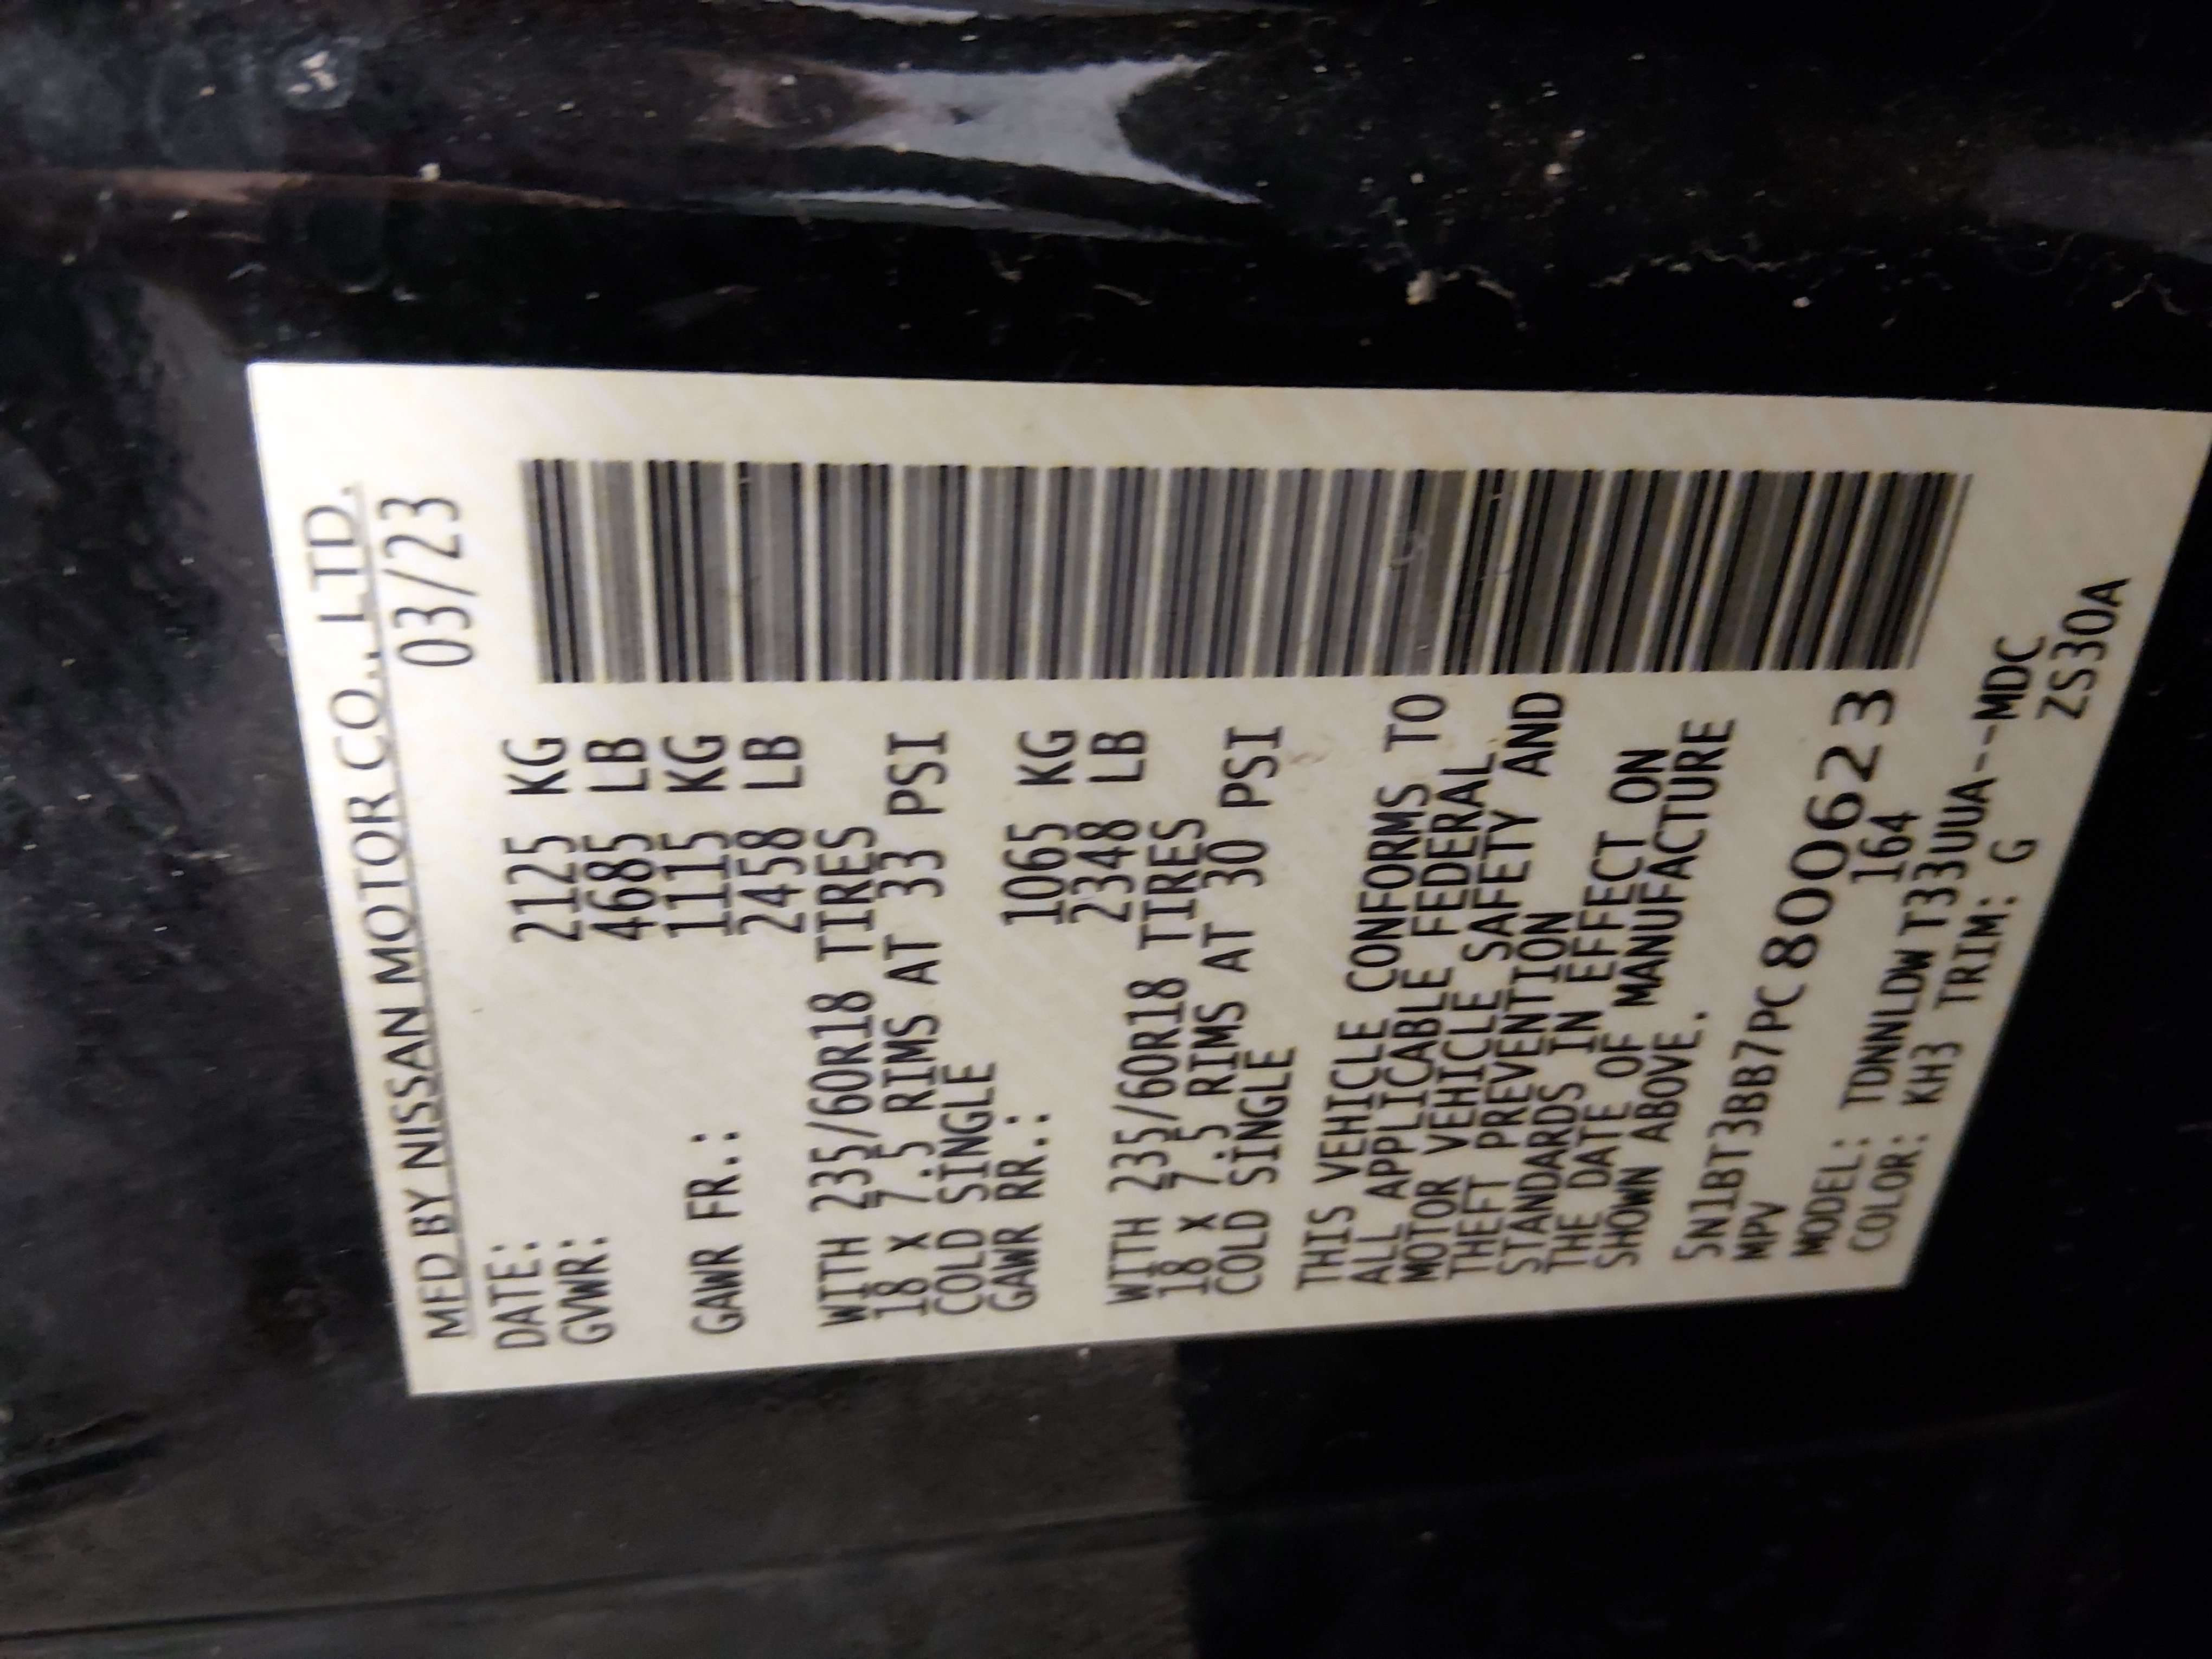 MFD BY NISSAN MOTOR CO., LTD.
DATE: 03/23
GVWR: 2125 KG
4685 LB
GAWR FR.: 1115 KG
2458 LB
WITH 235/60R18 TIRES
18 X 7.5 RIMS AT 33 PSI
COLD SINGLE
GAWR RR.: 1065 KG
2348 LB
WITH 235/60R18 TIRES
18 X 7.5 RIMS AT 30 PSI
COLD SINGLE
THIS VEHICLE CONFORMS TO
ALL APPLICABLE FEDERAL
MOTOR VEHICLE SAFETY AND
THEFT PREVENTION
STANDARDS IN EFFECT ON
THE DATE OF MANUFACTURE
SHOWN ABOVE.
5N1BT3BB7PC800623
MPV 164
MODEL: TDNNLDWT33UUA--MDC
COLOR: KH3 TRIM: G ZS30A